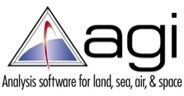 agi
Analysis software for land, sea, air, & space